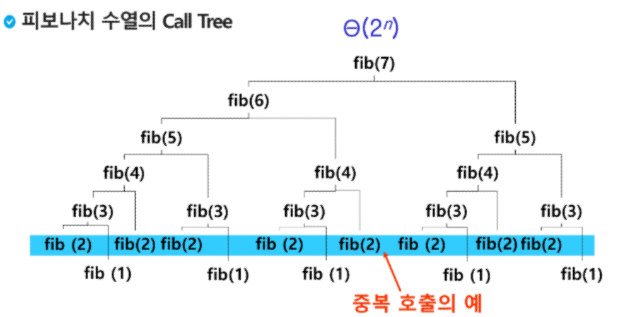 피보나치 수열의 Call Tree
Θ(2ⁿ)
fib(7)
fib(6)
fib(5) fib(5)
fib(4) fib(4) fib(4)
fib(3) fib(3) fib(3) fib(3) fib(3)
fib (2) fib(2) fib(2) fib (2) fib(2) fib (2) fib(2) fib(2)
fib (1) fib(1) fib (1) fib (1) fib(1)
중복 호출의 예